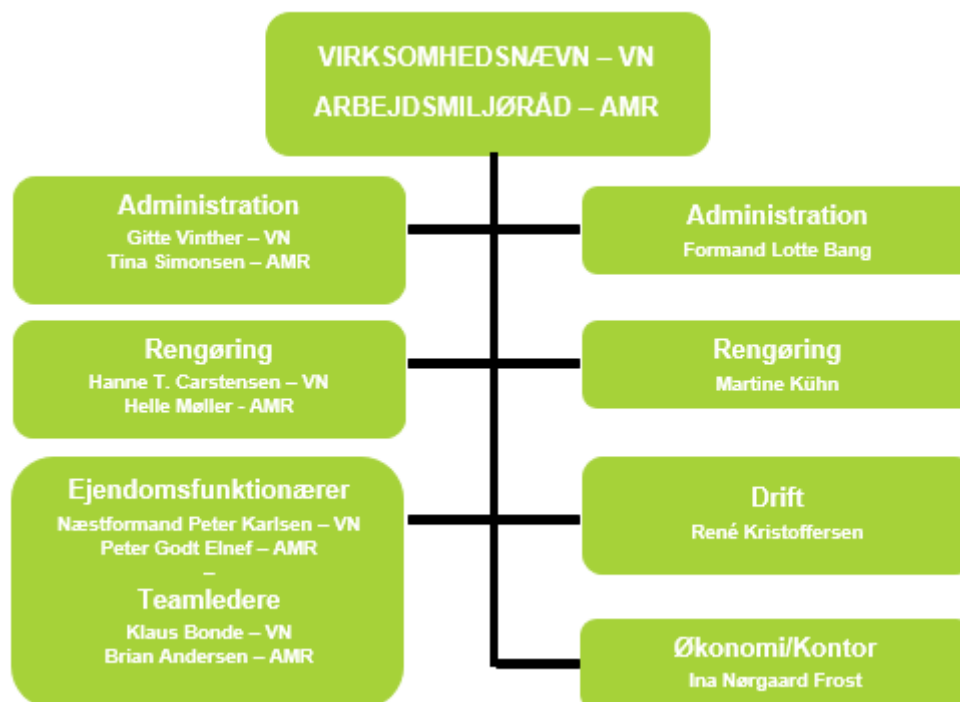 VIRKSOMHEDSNÆVN – VN
ARBEJDSMILJØRÅD – AMR
Administration
Gitte Vinther – VN
Tina Simonsen – AMR
Administration
Formand Lotte Bang
Rengøring
Hanne T. Carstensen – VN
Helle Møller - AMR
Rengøring
Martine Kühn
Ejendomsfunktionærer
Næstformand Peter Karlsen – VN
Peter Godt Elnef – AMR
–
Teamledere
Klaus Bonde – VN
Brian Andersen – AMR
Drift
René Kristoffersen
Økonomi/Kontor
Ina Nørgaard Frost